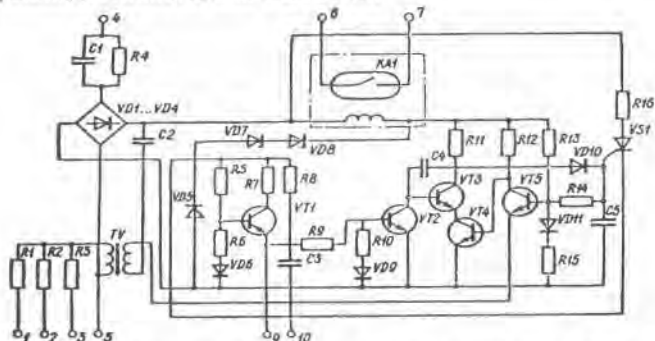 4 6 7
C1 R4 KA1
VD1...VD4 R16
C2 VD7 VD8 R11 R12 R13 VS1
C4 VD10
R5 R7 R8 VT3 VT5
VD5 VT1 R14
VT2 VT4 C5
R6 R9 R10 VD11
TV C3
R1 R2 R3 VD6 VD9 R15
1 2 3 5 9 10